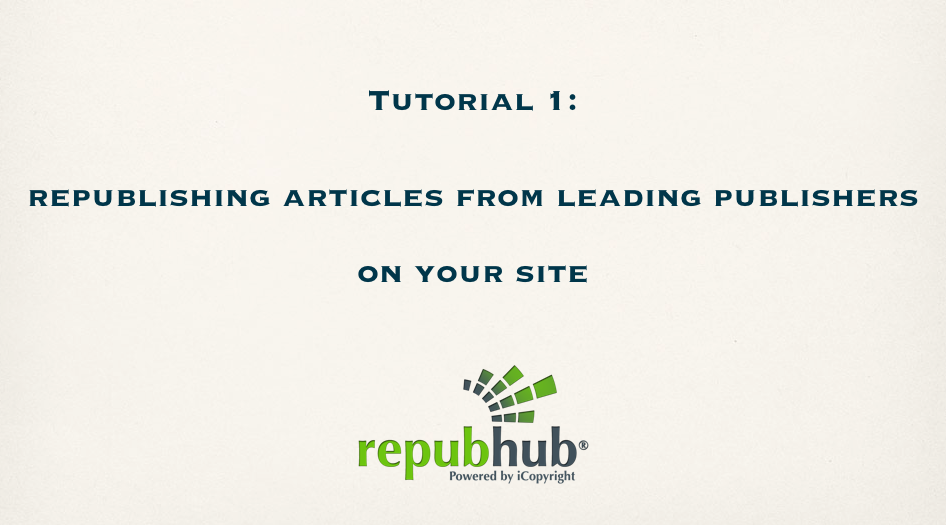 Tutorial 1:
republishing articles from leading publishers
on your site
repubhub®
Powered by iCopyright